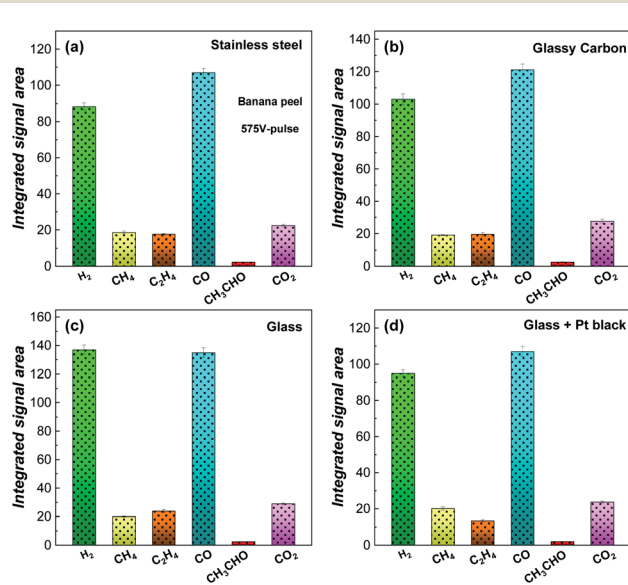 (a)
Stainless steel
Banana peel
575V-pulse
Integrated signal area
120
100
80
60
40
20
0
H₂
CH₄
C₂H₄
CO
CH₃CHO
CO₂
(b)
Glassy Carbon
Integrated signal area
140
120
100
80
60
40
20
0
H₂
CH₄
C₂H₄
CO
CH₃CHO
CO₂
(c)
Glass
Integrated signal area
160
140
120
100
80
60
40
20
0
H₂
CH₄
C₂H₄
CO
CH₃CHO
CO₂
(d)
Glass + Pt black
Integrated signal area
120
100
80
60
40
20
0
H₂
CH₄
C₂H₄
CO
CH₃CHO
CO₂